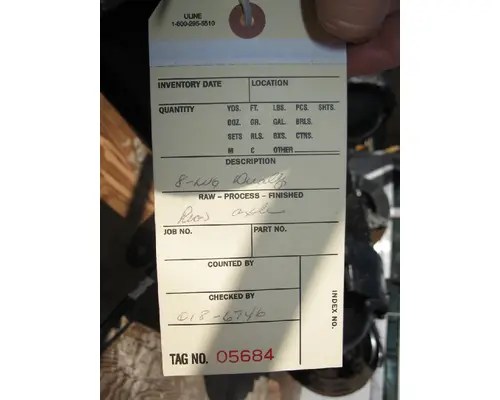 ULINE
1-800-295-5510
INVENTORY DATE LOCATION
QUANTITY YDS. FT. LBS. PCS. SHTS.
DOZ. GR. GAL. BRLS.
SETS RLS. BXS. CTNS.
M C OTHER
DESCRIPTION
8-Lug Dually
RAW - PROCESS - FINISHED
Rear axle
JOB NO. PART NO.
COUNTED BY
CHECKED BY
018-6746
INDEX NO.
TAG NO. 05684